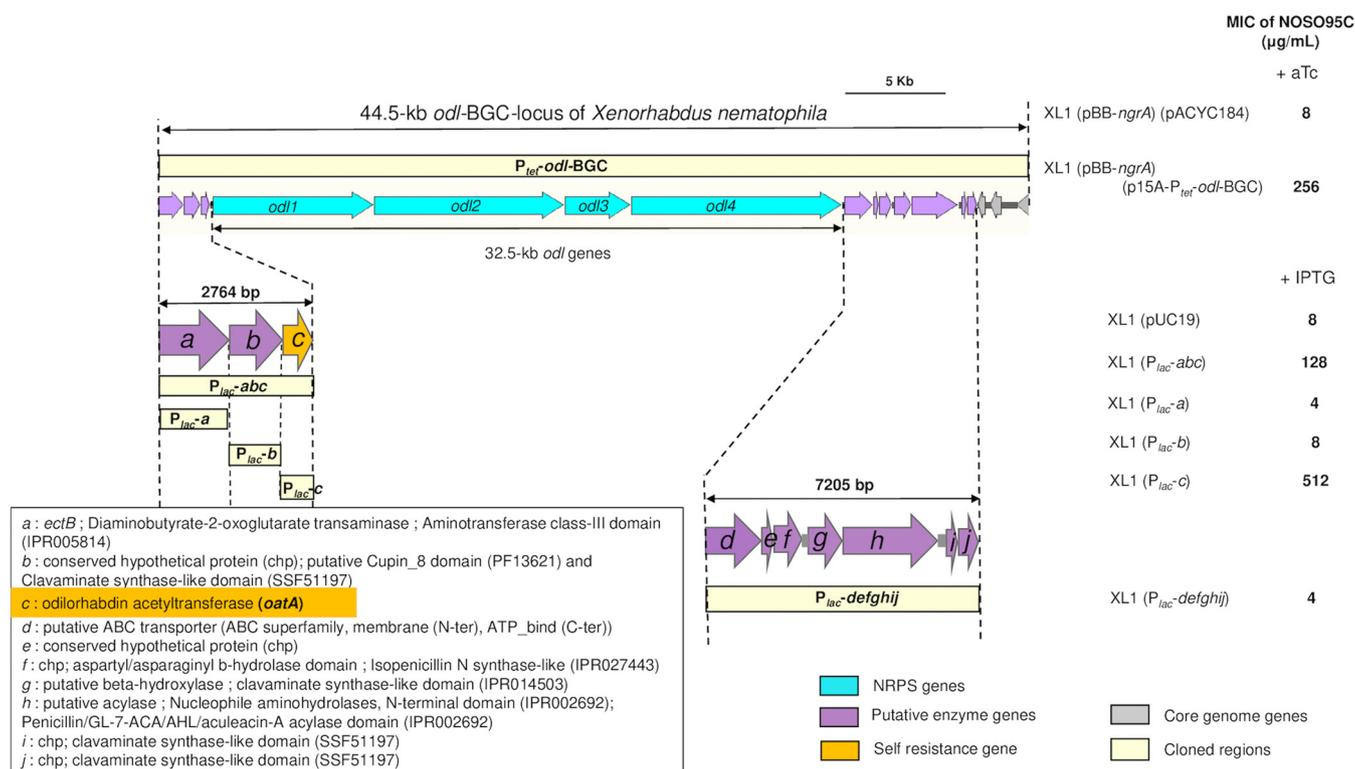 MIC of NOSO95C
(µg/mL)
+ aTc
5 Kb
44.5-kb odl-BGC-locus of Xenorhabdus nematophila
XL1 (pBB-ngrA) (pACYC184) 8
Ptet-odl-BGC
XL1 (pBB-ngrA)
(p15A-Ptet-odl-BGC) 256
odl1 odl2 odl3 odl4
32.5-kb odl genes
+ IPTG
2764 bp
XL1 (pUC19) 8
a b c
XL1 (Plac-abc) 128
Plac-abc
XL1 (Plac-a) 4
Plac-a
XL1 (Plac-b) 8
Plac-b
XL1 (Plac-c) 512
Plac-c
7205 bp
d e f g h i j
Plac-defghij
XL1 (Plac-defghij) 4
a : ectB ; Diaminobutyrate-2-oxoglutarate transaminase ; Aminotransferase class-III domain
(IPR005814)
b : conserved hypothetical protein (chp); putative Cupin_8 domain (PF13621) and
Clavaminate synthase-like domain (SSF51197)
c : odilorhabdin acetyltransferase (oatA)
d : putative ABC transporter (ABC superfamily, membrane (N-ter), ATP_bind (C-ter))
e : conserved hypothetical protein (chp)
f : chp; aspartyl/asparaginyl b-hydrolase domain ; Isopenicillin N synthase-like (IPR027443)
g : putative beta-hydroxylase ; clavaminate synthase-like domain (IPR014503)
h : putative acylase ; Nucleophile aminohydrolases, N-terminal domain (IPR002692);
Penicillin/GL-7-ACA/AHL/aculeacin-A acylase domain (IPR002692)
i : chp; clavaminate synthase-like domain (SSF51197)
j : chp; clavaminate synthase-like domain (SSF51197)
NRPS genes
Putative enzyme genes
Self resistance gene
Core genome genes
Cloned regions